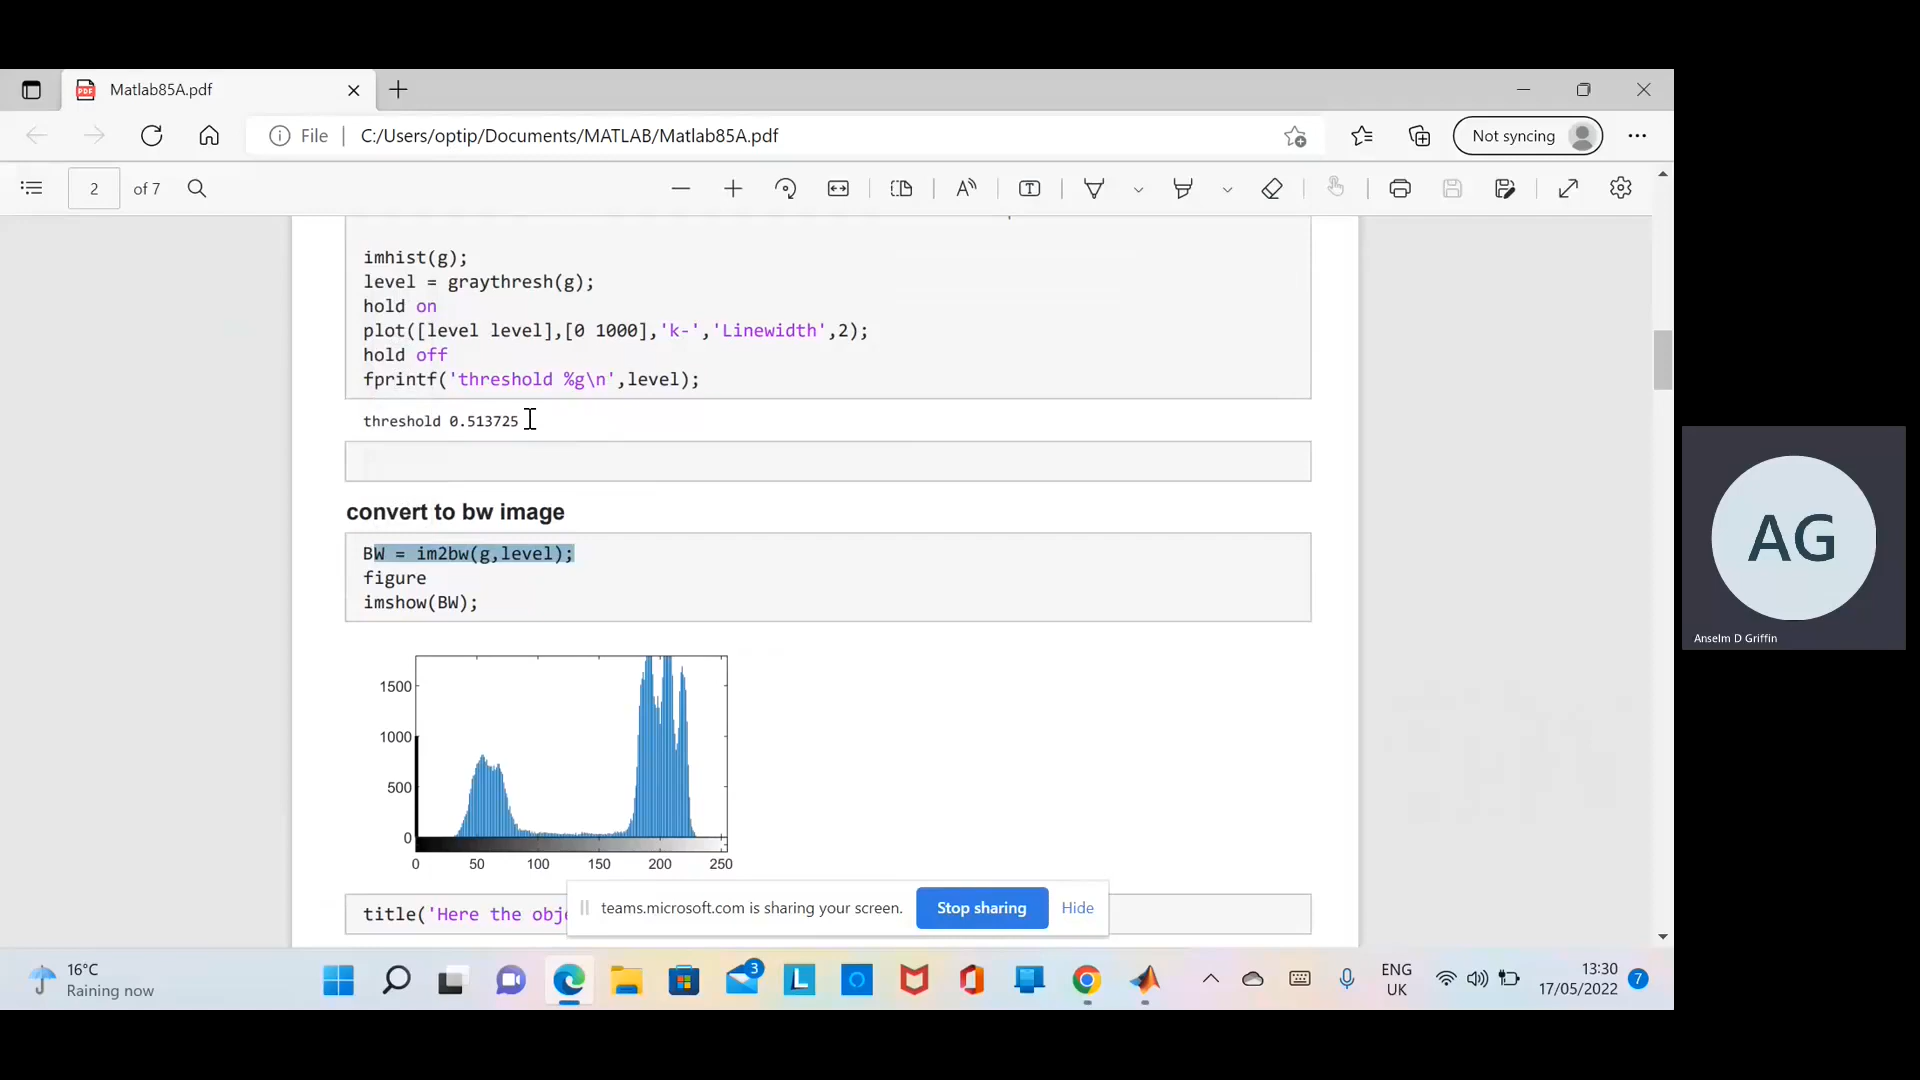 Matlab85A.pdf
File
C:/Users/optip/Documents/MATLAB/Matlab85A.pdf
Not syncing
2 of 7
imhist(g);
level = graythresh(g);
hold on
plot([level level],[0 1000],'k-','Linewidth',2);
hold off
fprintf('threshold %g\n',level);
threshold 0.513725
convert to bw image
BW = im2bw(g,level);
figure
imshow(BW);
1500
1000
500
0
0 50 100 150 200 250
title('Here the obj
teams.microsoft.com is sharing your screen.
Stop sharing
Hide
AG
Anselm D Griffin
16°C
Raining now
3
ENG
UK
13:30
17/05/2022
7